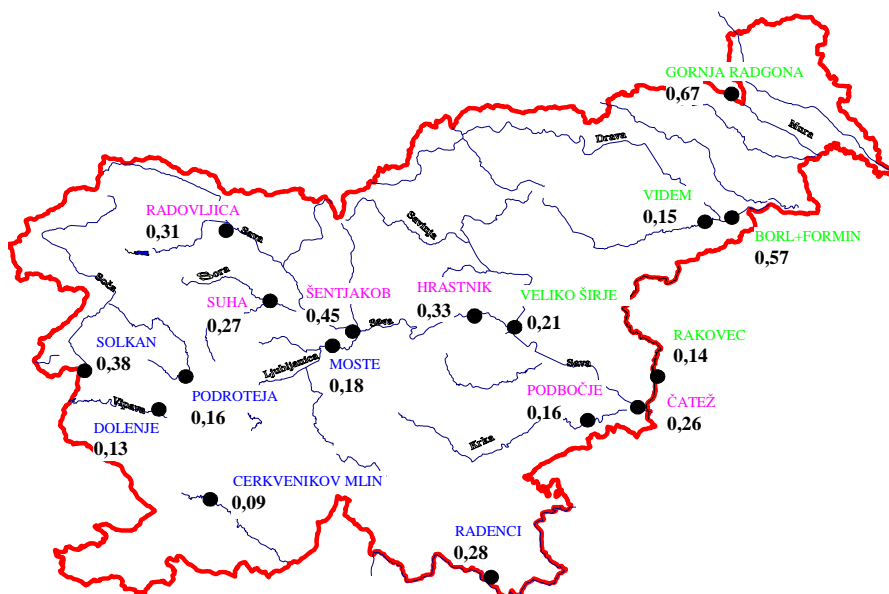 GORNJA RADGONA
0,67
Mura
Drava
VIDEM
0,15
BORL+FORMIN
0,57
RADOVLJICA
0,31
Sava
Savinja
Soča
Sora
SUHA
0,27
ŠENTJAKOB
0,45
Sava
HRASTNIK
0,33
VELIKO ŠIRJE
0,21
SOLKAN
0,38
Ljubljanica
MOSTE
0,18
Sava
RAKOVEC
0,14
PODROTEJA
0,16
Vipava
DOLENJE
0,13
PODBOČJE
0,16
ČATEŽ
0,26
Krka
CERKVENIKOV MLIN
0,09
RADENCI
0,28